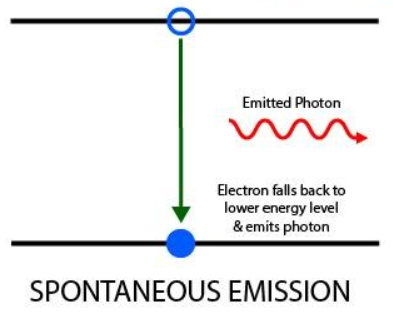 Emitted Photon
Electron falls back to
lower energy level
& emits photon
SPONTANEOUS EMISSION